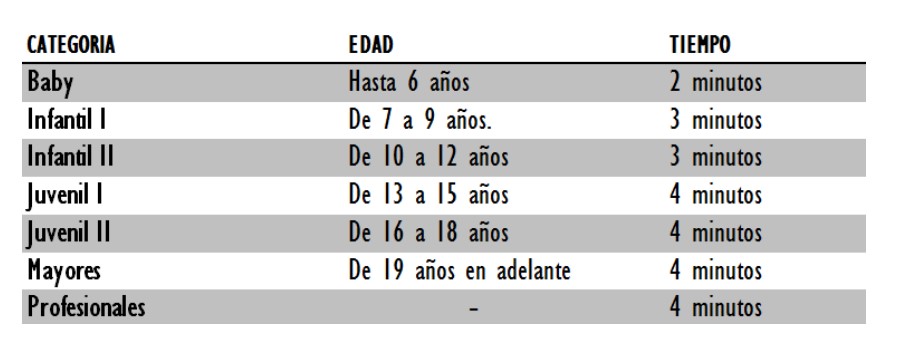 CATEGORIA EDAD TIEMPO
Baby Hasta 6 años 2 minutos
Infantil I De 7 a 9 años. 3 minutos
Infantil II De 10 a 12 años 3 minutos
Juvenil I De 13 a 15 años 4 minutos
Juvenil II De 16 a 18 años 4 minutos
Mayores De 19 años en adelante 4 minutos
Profesionales - 4 minutos